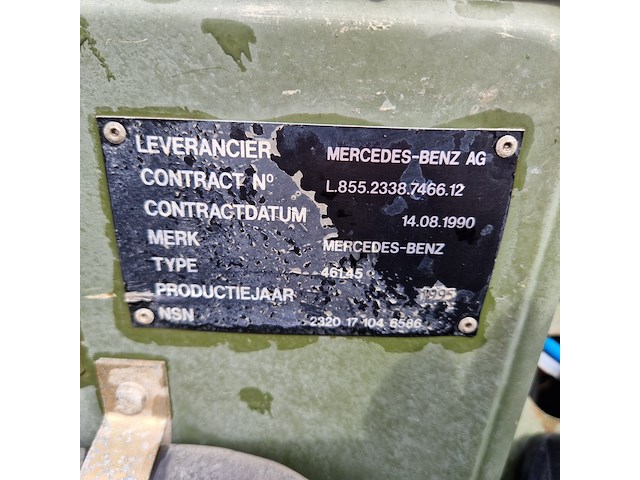 LEVERANCIER MERCEDES-BENZ AG
CONTRACT Nº L.855.2338.7466.12
CONTRACTDATUM 14.08.1990
MERK MERCEDES-BENZ
TYPE 461.45
PRODUCTIEJAAR 1995
NSN 2320 17 104 6586